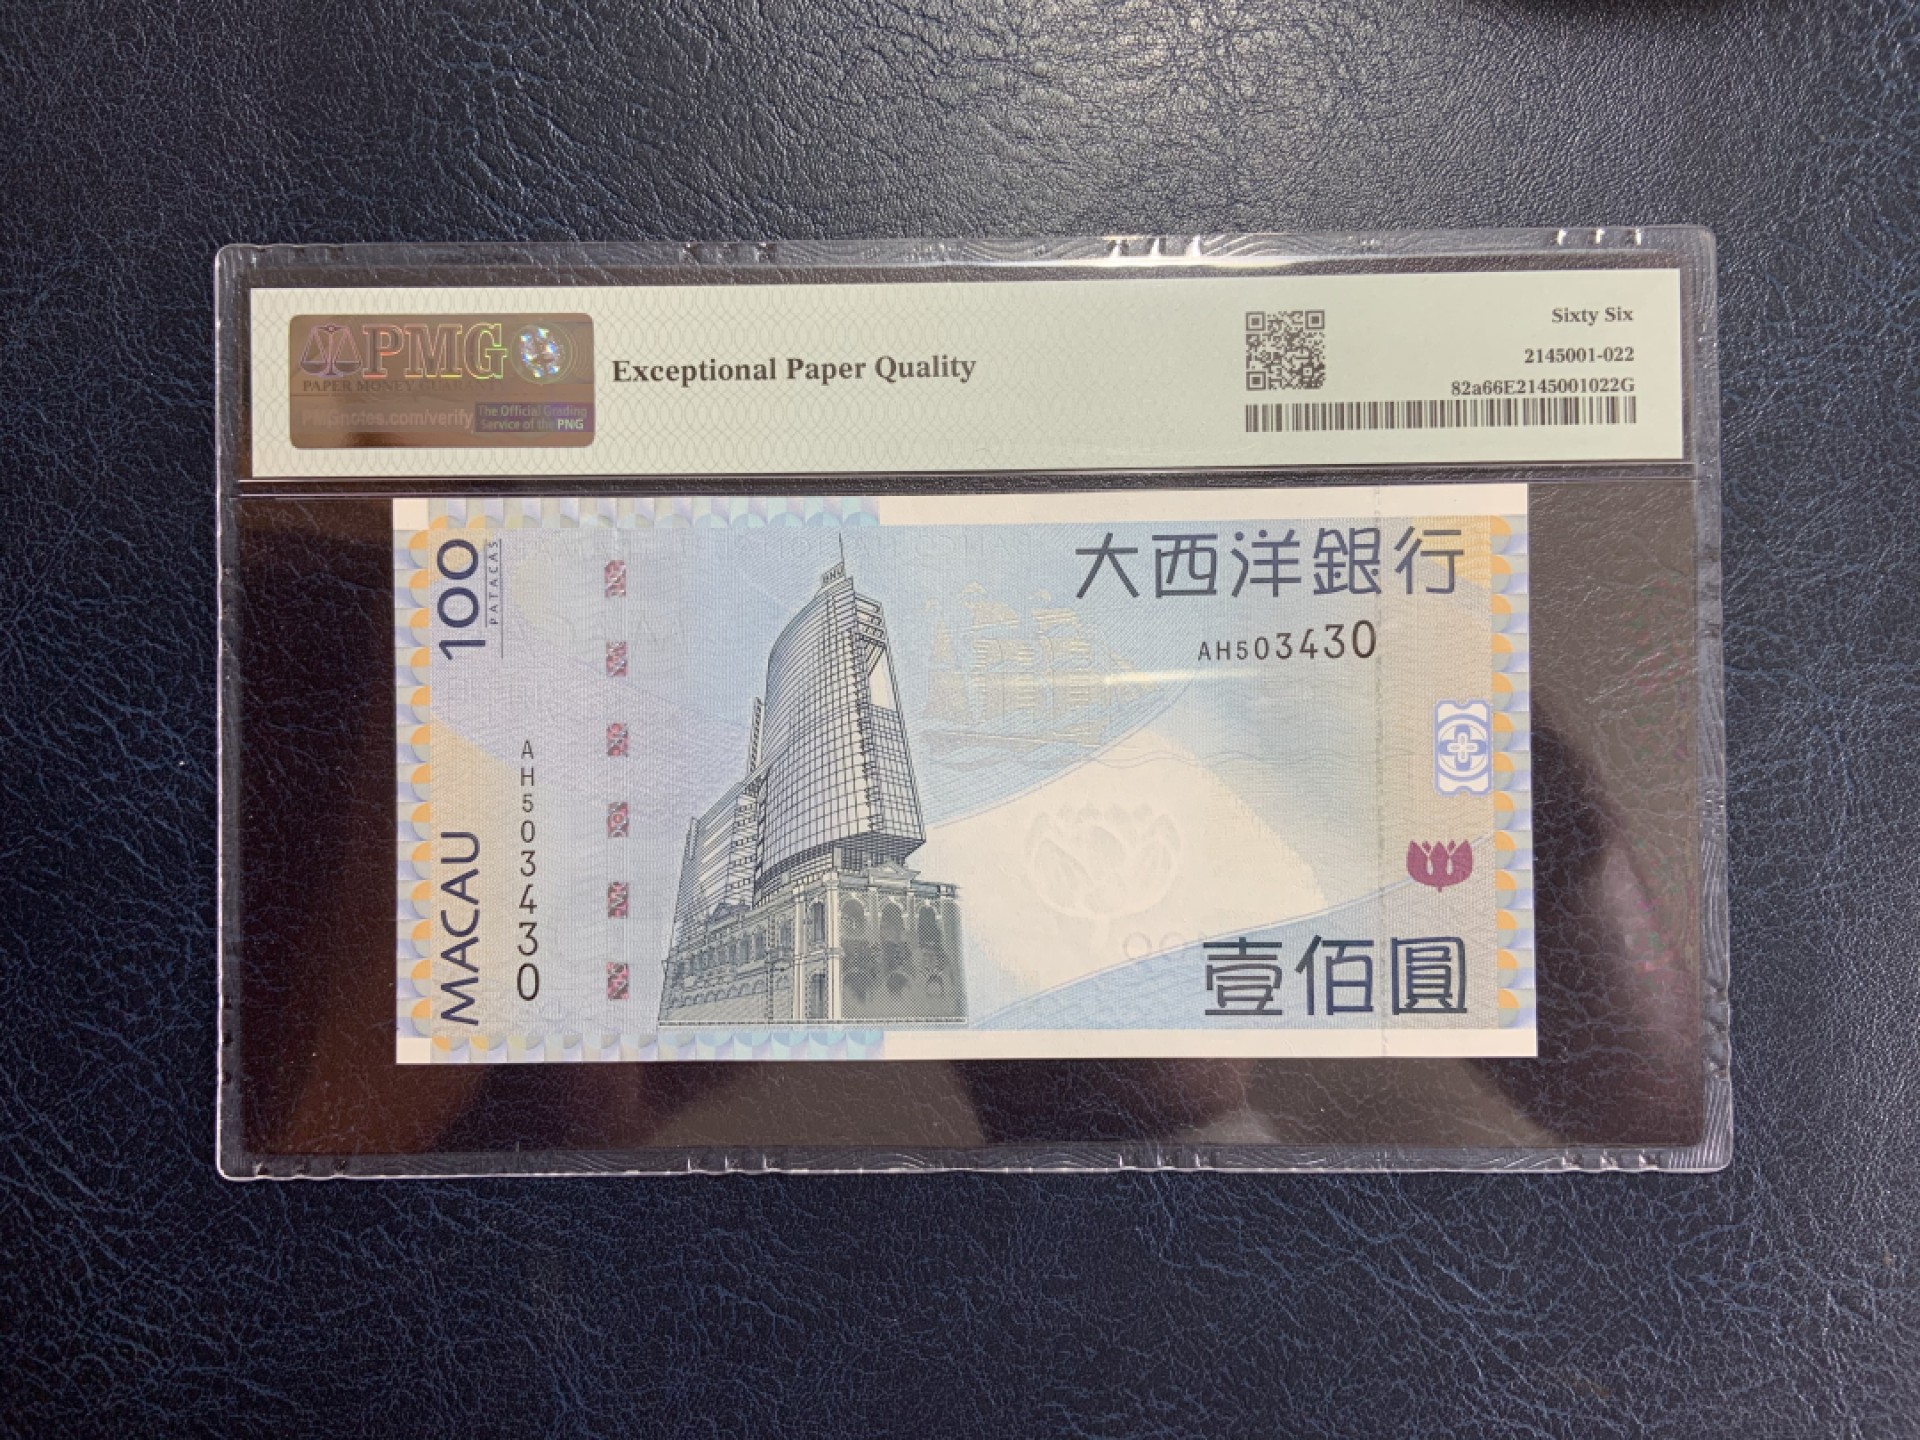 PMG
PAPER MONEY GUARANTY
PMGnotes.com/verify
The Official Grading
Service of the PNG
Exceptional Paper Quality
Sixty Six
2145001-022
82a66E2145001022G
100
PATACAS
MACAU
AH503430
BNU
大西洋銀行
AH503430
壹佰圓